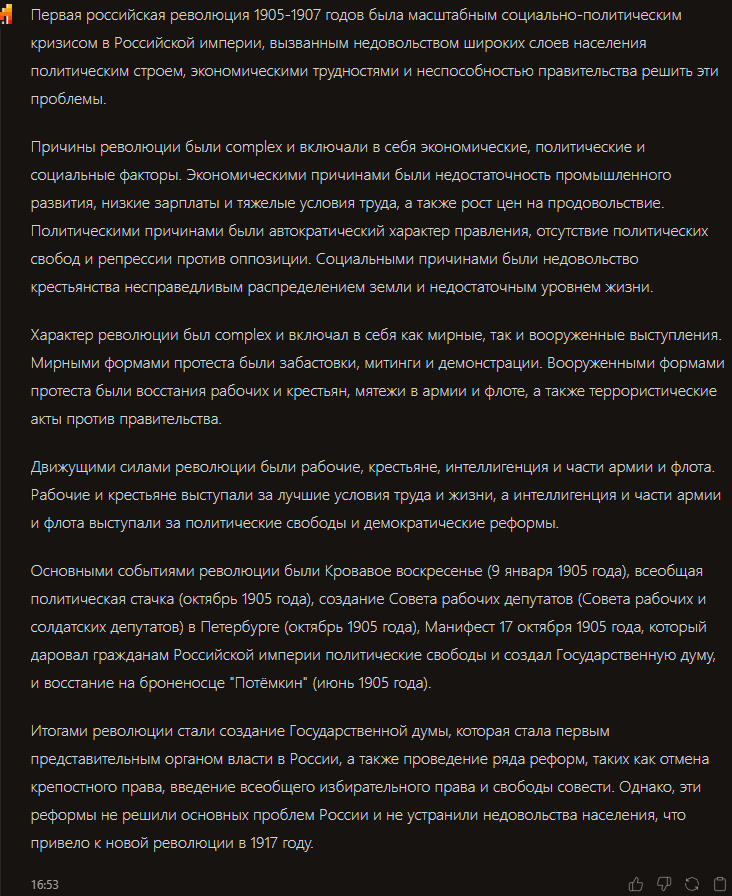 Первая российская революция 1905-1907 годов была масштабным социально-политическим
кризисом в Российской империи, вызванным недовольством широких слоев населения
политическим строем, экономическими трудностями и неспособностью правительства решить эти
проблемы.
Причины революции были complex и включали в себя экономические, политические и
социальные факторы. Экономическими причинами были недостаточность промышленного
развития, низкие зарплаты и тяжелые условия труда, а также рост цен на продовольствие.
Политическими причинами были автократический характер правления, отсутствие политических
свобод и репрессии против оппозиции. Социальными причинами были недовольство
крестьянства несправедливым распределением земли и недостаточным уровнем жизни.
Характер революции был complex и включал в себя как мирные, так и вооруженные выступления.
Мирными формами протеста были забастовки, митинги и демонстрации. Вооруженными формами
протеста были восстания рабочих и крестьян, мятежи в армии и флоте, а также террористические
акты против правительства.
Движущими силами революции были рабочие, крестьяне, интеллигенция и части армии и флота.
Рабочие и крестьяне выступали за лучшие условия труда и жизни, а интеллигенция и части армии
и флота выступали за политические свободы и демократические реформы.
Основными событиями революции были Кровавое воскресенье (9 января 1905 года), всеобщая
политическая стачка (октябрь 1905 года), создание Совета рабочих депутатов (Совета рабочих и
солдатских депутатов) в Петербурге (октябрь 1905 года), Манифест 17 октября 1905 года, который
даровал гражданам Российской империи политические свободы и создал Государственную думу,
и восстание на броненосце "Потёмкин" (июнь 1905 года).
Итогами революции стали создание Государственной думы, которая стала первым
представительным органом власти в России, а также проведение ряда реформ, таких как отмена
крепостного права, введение всеобщего избирательного права и свободы совести. Однако, эти
реформы не решили основных проблем России и не устранили недовольства населения, что
привело к новой революции в 1917 году.
16:53